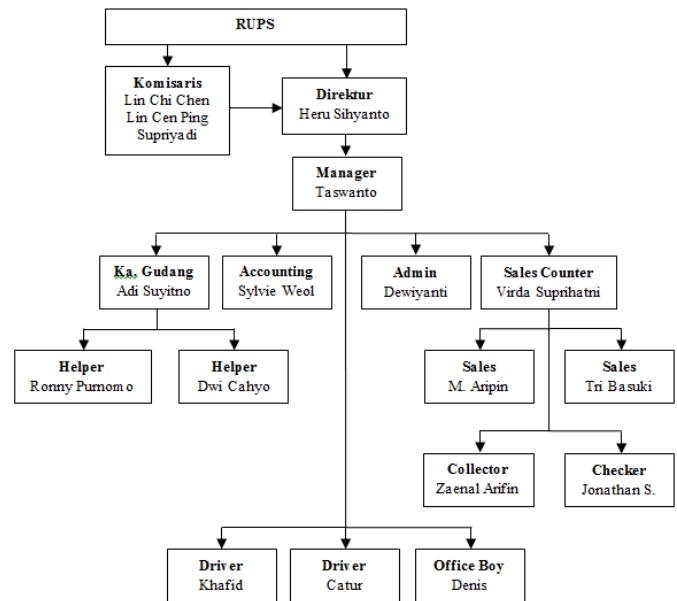 RUPS
Komisaris
Lin Chi Chen
Lin Cen Ping
Supriyadi
Direktur
Heru Sihyanto
Manager
Taswanto
Ka. Gudang
Adi Suyitno
Accounting
Sylvie Weol
Admin
Dewiyanti
Sales Counter
Virda Suprihatni
Helper
Ronny Purnomo
Helper
Dwi Cahyo
Sales
M. Aripin
Sales
Tri Basuki
Collector
Zaenal Arifin
Checker
Jonathan S.
Driver
Khafid
Driver
Catur
Office Boy
Denis